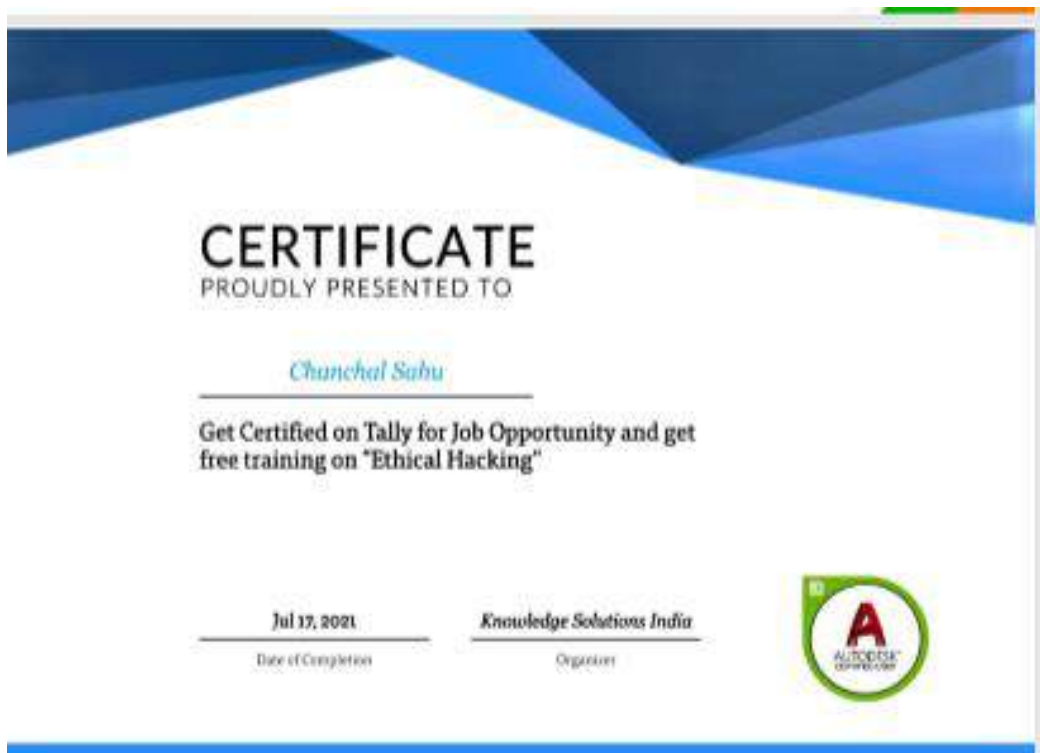 CERTIFICATE
PROUDLY PRESENTED TO
Chanchal Sahu
Get Certified on Tally for Job Opportunity and get
free training on "Ethical Hacking"
Jul 17, 2021
Knowledge Solutions India
Date of Completion
Organizer
A
AUTODESK